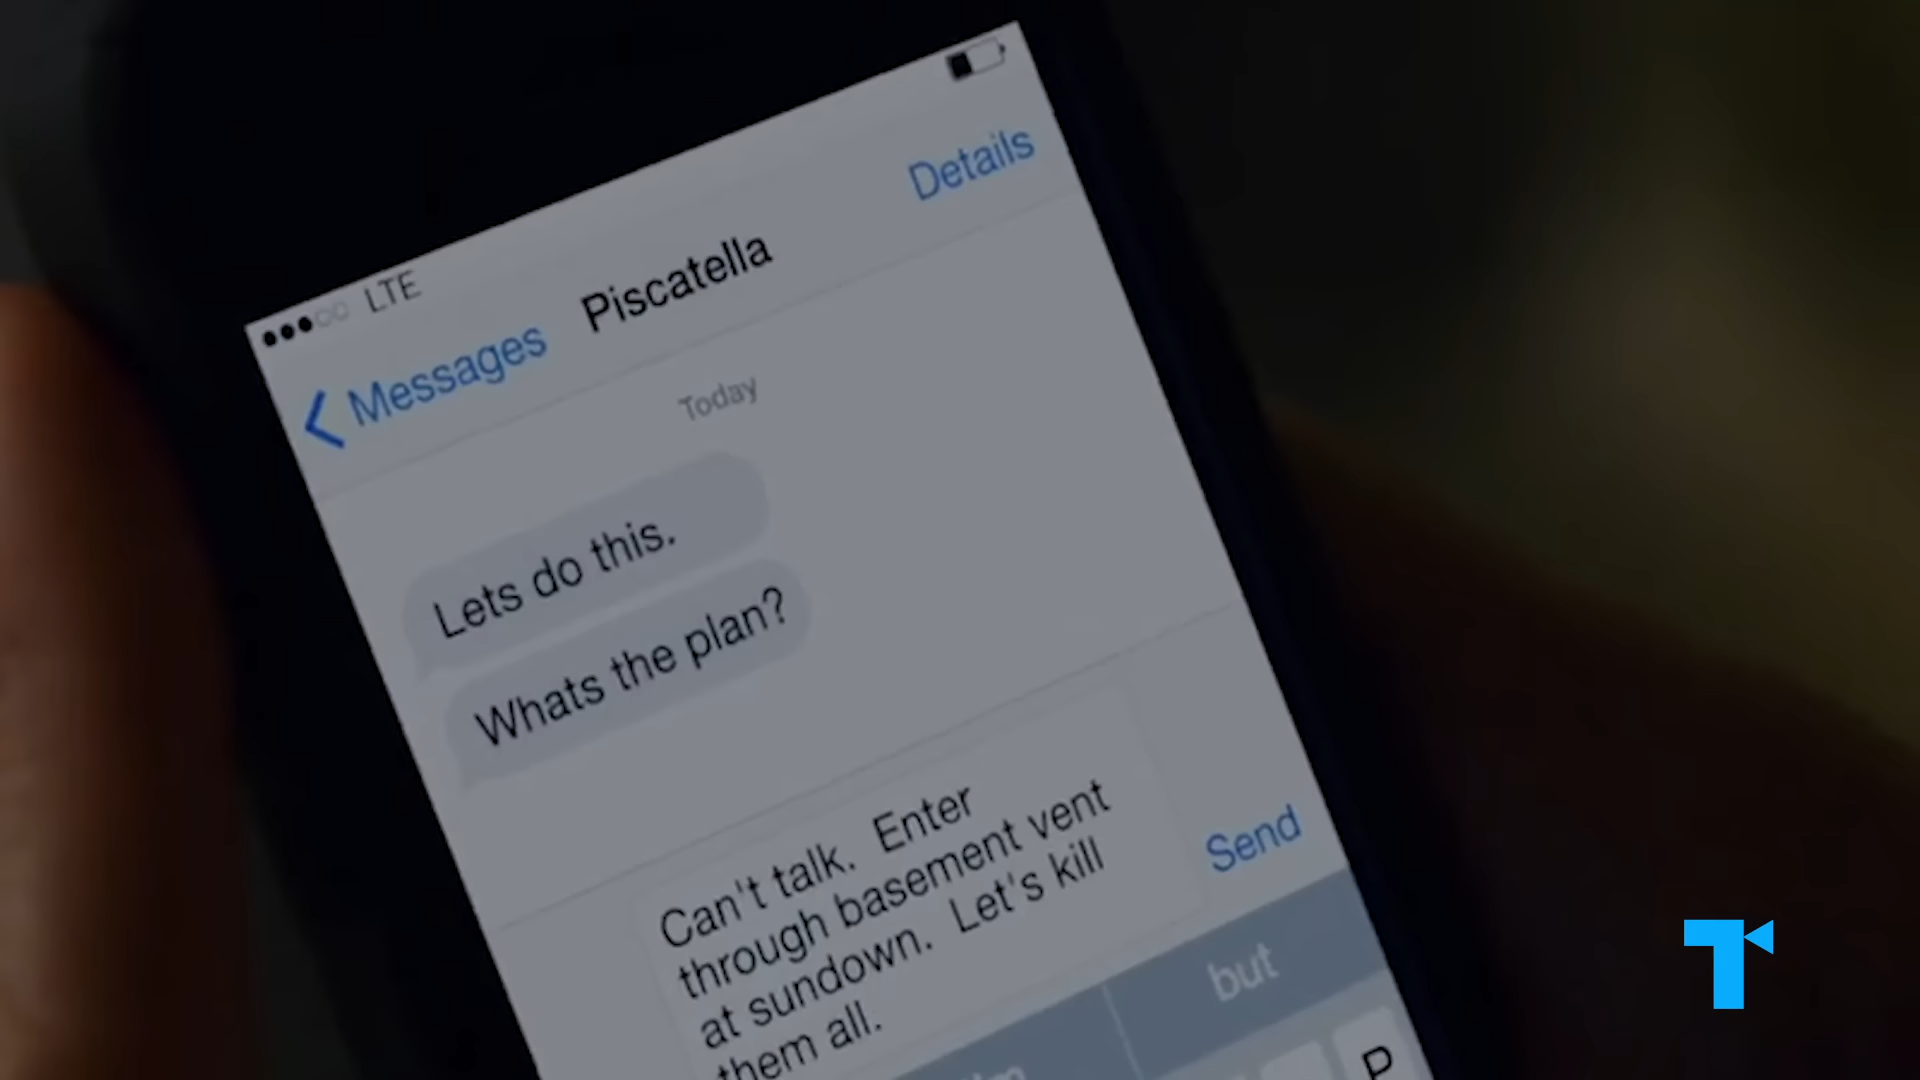 LTE
Messages
Piscatella
Details
Today
Lets do this.
Whats the plan?
Can't talk.  Enter
through basement vent
at sundown.  Let's kill
them all.
Send
but
P